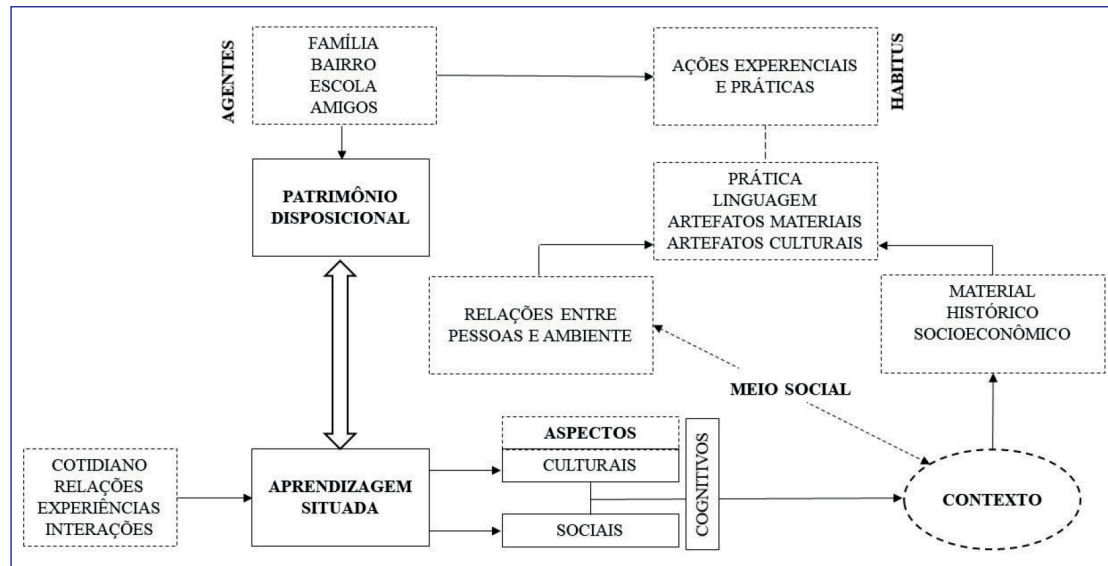 AGENTES
FAMÍLIA
BAIRRO
ESCOLA
AMIGOS
AÇÕES EXPERENCIAIS
E PRÁTICAS
HABITUS
PATRIMÔNIO
DISPOSICIONAL
PRÁTICA
LINGUAGEM
ARTEFATOS MATERIAIS
ARTEFATOS CULTURAIS
RELAÇÕES ENTRE
PESSOAS E AMBIENTE
MATERIAL
HISTÓRICO
SOCIOECONÔMICO
MEIO SOCIAL
COTIDIANO
RELAÇÕES
EXPERIÊNCIAS
INTERAÇÕES
APRENDIZAGEM
SITUADA
ASPECTOS
CULTURAIS
SOCIAIS
COGNITIVOS
CONTEXTO